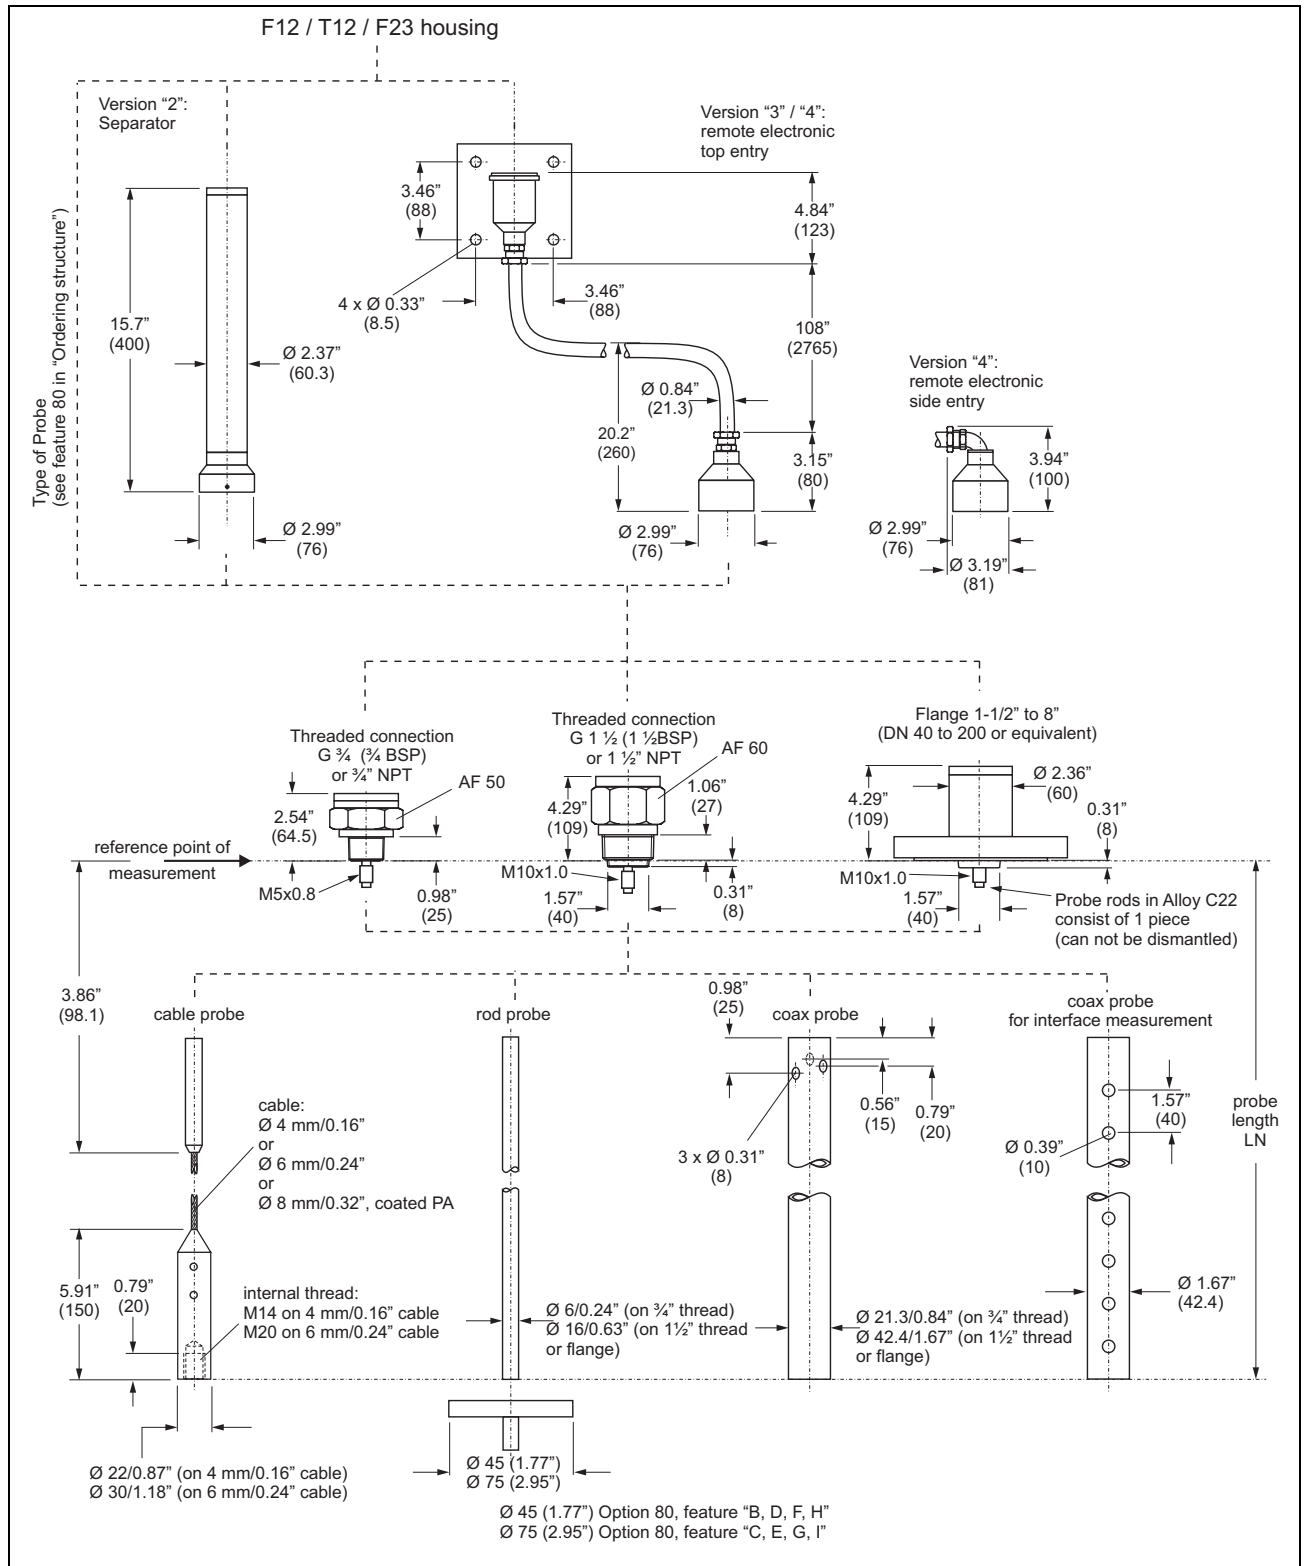 F12 / T12 / F23 housing
Version “2”:
Separator
Version “3” / “4”:
remote electronic
top entry
Type of Probe
(see feature 80 in “Ordering structure”)
3.46”
(88)
4.84”
(123)
4 x Ø 0.33”
(8.5)
3.46”
(88)
15.7”
(400)
Ø 2.37”
(60.3)
108”
(2765)
Ø 0.84”
(21.3)
20.2”
(260)
3.15”
(80)
Version “4”:
remote electronic
side entry
3.94”
(100)
Ø 2.99”
(76)
Ø 2.99”
(76)
Ø 2.99”
(76)
Ø 3.19”
(81)
Threaded connection
G ¾ (¾ BSP)
or ¾” NPT
AF 50
2.54”
(64.5)
M5x0.8
0.98”
(25)
Threaded connection
G 1 ½ (1 ½BSP)
or 1 ½” NPT
AF 60
4.29”
(109)
1.06”
(27)
M10x1.0
1.57”
(40)
0.31”
(8)
Flange 1-1/2” to 8”
(DN 40 to 200 or equivalent)
Ø 2.36”
(60)
4.29”
(109)
0.31”
(8)
M10x1.0
1.57”
(40)
Probe rods in Alloy C22
consist of 1 piece
(can not be dismantled)
reference point of
measurement
3.86”
(98.1)
cable probe
rod probe
0.98”
(25)
coax probe
coax probe
for interface measurement
cable:
Ø 4 mm/0.16”
or
Ø 6 mm/0.24”
or
Ø 8 mm/0.32”, coated PA
3 x Ø 0.31”
(8)
0.56”
(15)
0.79”
(20)
Ø 0.39”
(10)
1.57”
(40)
probe
length
LN
5.91”
(150)
0.79”
(20)
internal thread:
M14 on 4 mm/0.16” cable
M20 on 6 mm/0.24” cable
Ø 6/0.24” (on ¾” thread)
Ø 16/0.63” (on 1½” thread
or flange)
Ø 21.3/0.84” (on ¾” thread)
Ø 42.4/1.67” (on 1½” thread
or flange)
Ø 1.67”
(42.4)
Ø 22/0.87” (on 4 mm/0.16” cable)
Ø 30/1.18” (on 6 mm/0.24” cable)
Ø 45 (1.77”)
Ø 75 (2.95”)
Ø 45 (1.77”) Option 80, feature “B, D, F, H”
Ø 75 (2.95”) Option 80, feature “C, E, G, I”